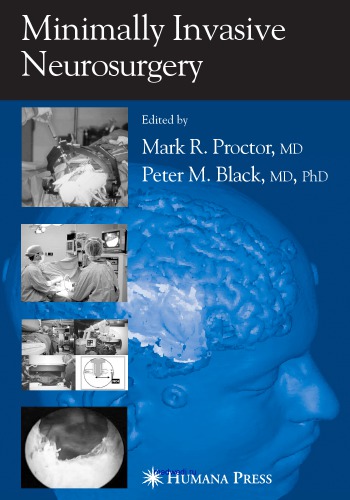 Minimally Invasive
Neurosurgery
Edited by
Mark R. Proctor, MD
Peter M. Black, MD, PhD
HUMANA PRESS